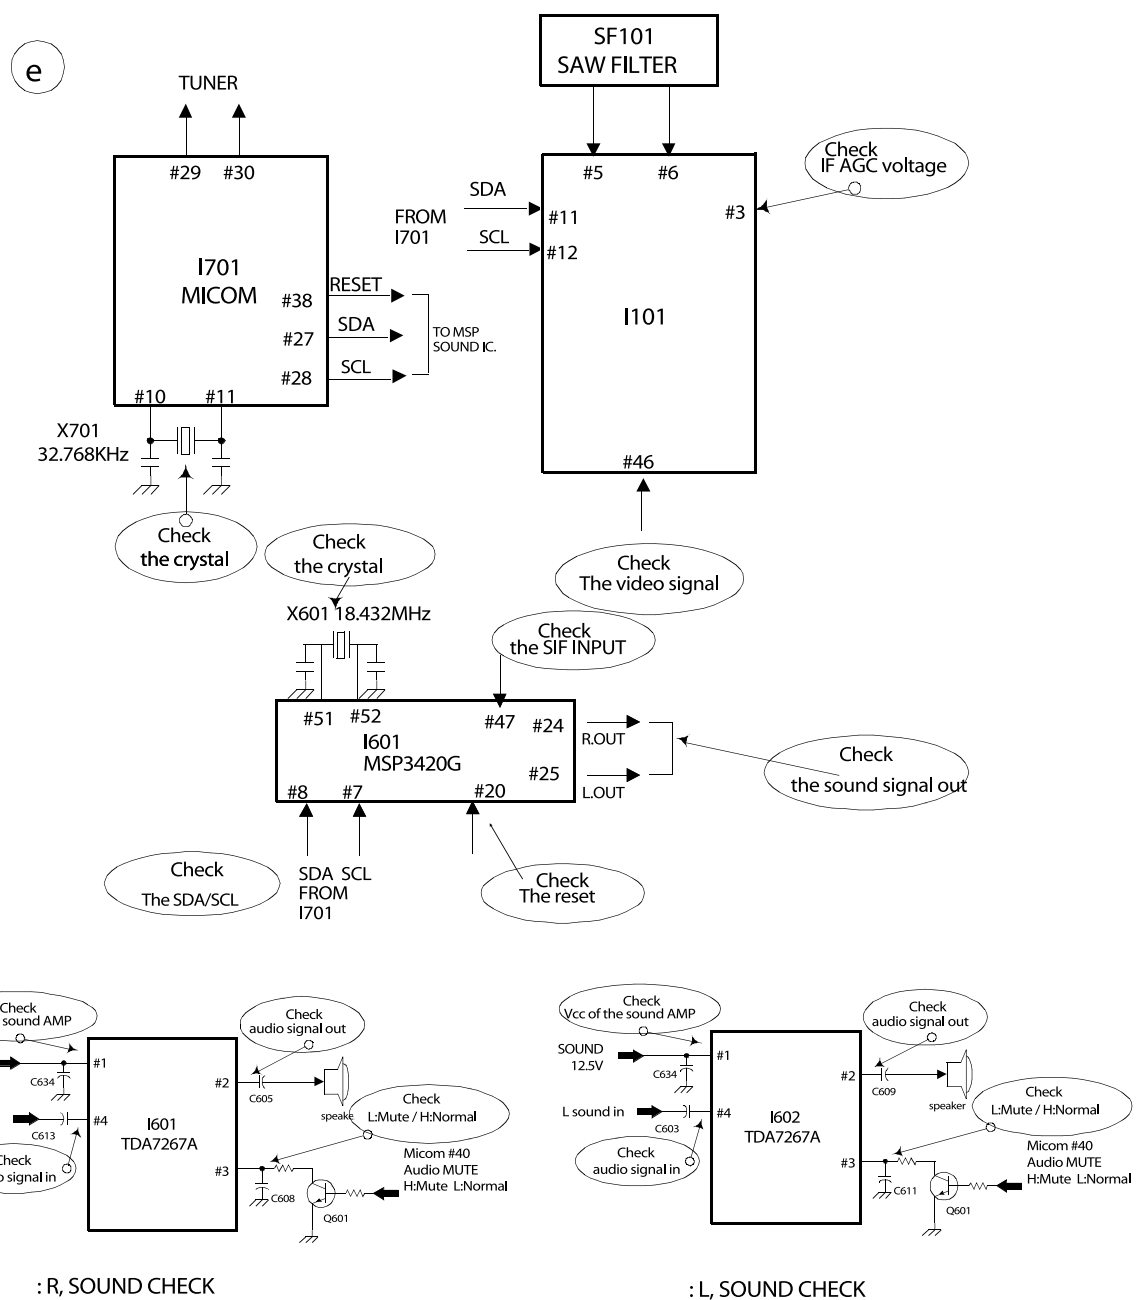 e
TUNER
#29
#30
I701
MICOM
#38
RESET
#27
SDA
#28
SCL
TO MSP
SOUND IC.
#10
#11
X701
32.768KHz
Check
the crystal
SF101
SAW FILTER
#5
#6
Check
IF AGC voltage
#3
SDA
FROM
I701
SCL
#11
#12
I101
#46
Check
The video signal
Check
the crystal
X601 18.432MHz
Check
the SIF INPUT
#51
#52
#47
#24
I601
MSP3420G
#25
#8
#7
#20
R.OUT
L.OUT
Check
the sound signal out
Check
The SDA/SCL
SDA SCL
FROM
I701
Check
The reset
Check
sound AMP
#1
C634
#4
C613
Check
signal in
I601
TDA7267A
#2
#3
Check
audio signal out
C605
speake
Check
L:Mute / H:Normal
C608
Q601
Micom #40
Audio MUTE
H:Mute L:Normal
: R, SOUND CHECK
Check
Vcc of the sound AMP
SOUND
12.5V
C634
#1
L sound in
C603
#4
Check
audio signal in
I602
TDA7267A
#2
#3
Check
audio signal out
C609
speaker
Check
L:Mute / H:Normal
C611
Q601
Micom #40
Audio MUTE
H:Mute L:Normal
: L, SOUND CHECK